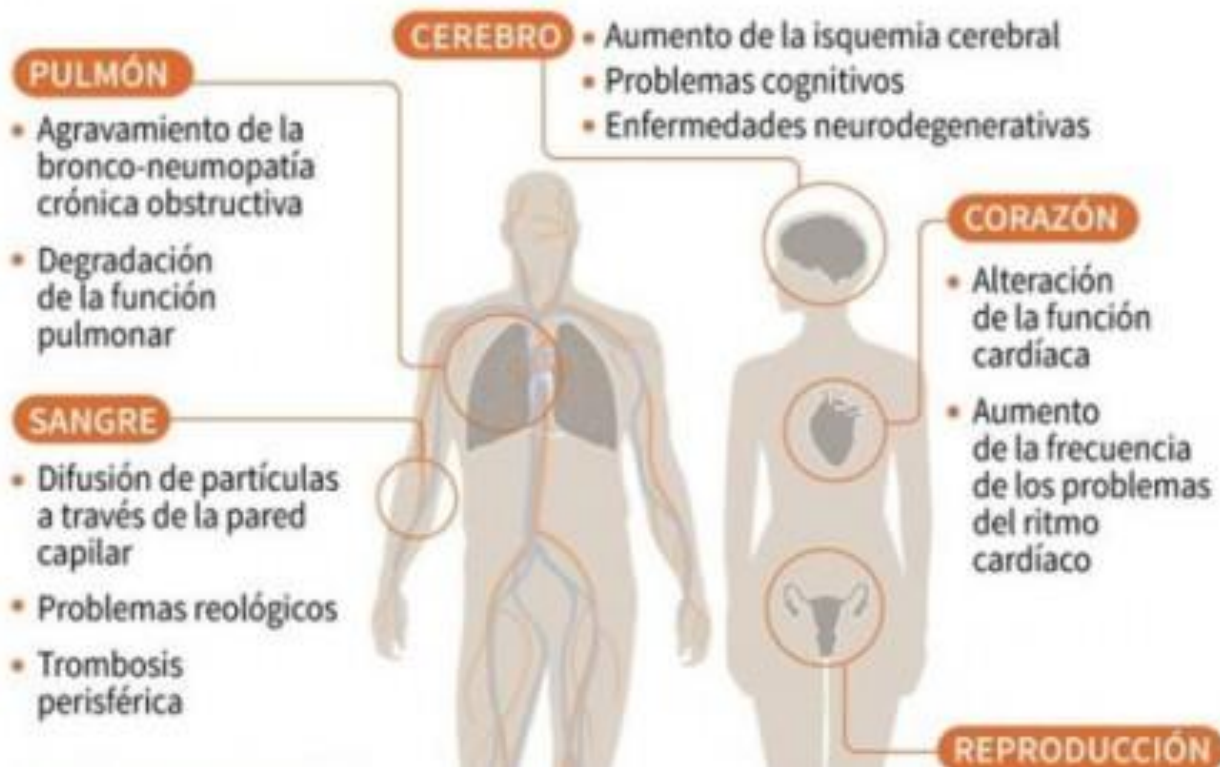 PULMÓN
• Agravamiento de la
bronco-neumopatía
crónica obstructiva
• Degradación
de la función
pulmonar
SANGRE
• Difusión de partículas
a través de la pared
capilar
• Problemas reológicos
• Trombosis
perisférica
CEREBRO
• Aumento de la isquemia cerebral
• Problemas cognitivos
• Enfermedades neurodegenerativas
CORAZÓN
• Alteración
de la función
cardíaca
• Aumento
de la frecuencia
de los problemas
del ritmo
cardíaco
REPRODUCCIÓN